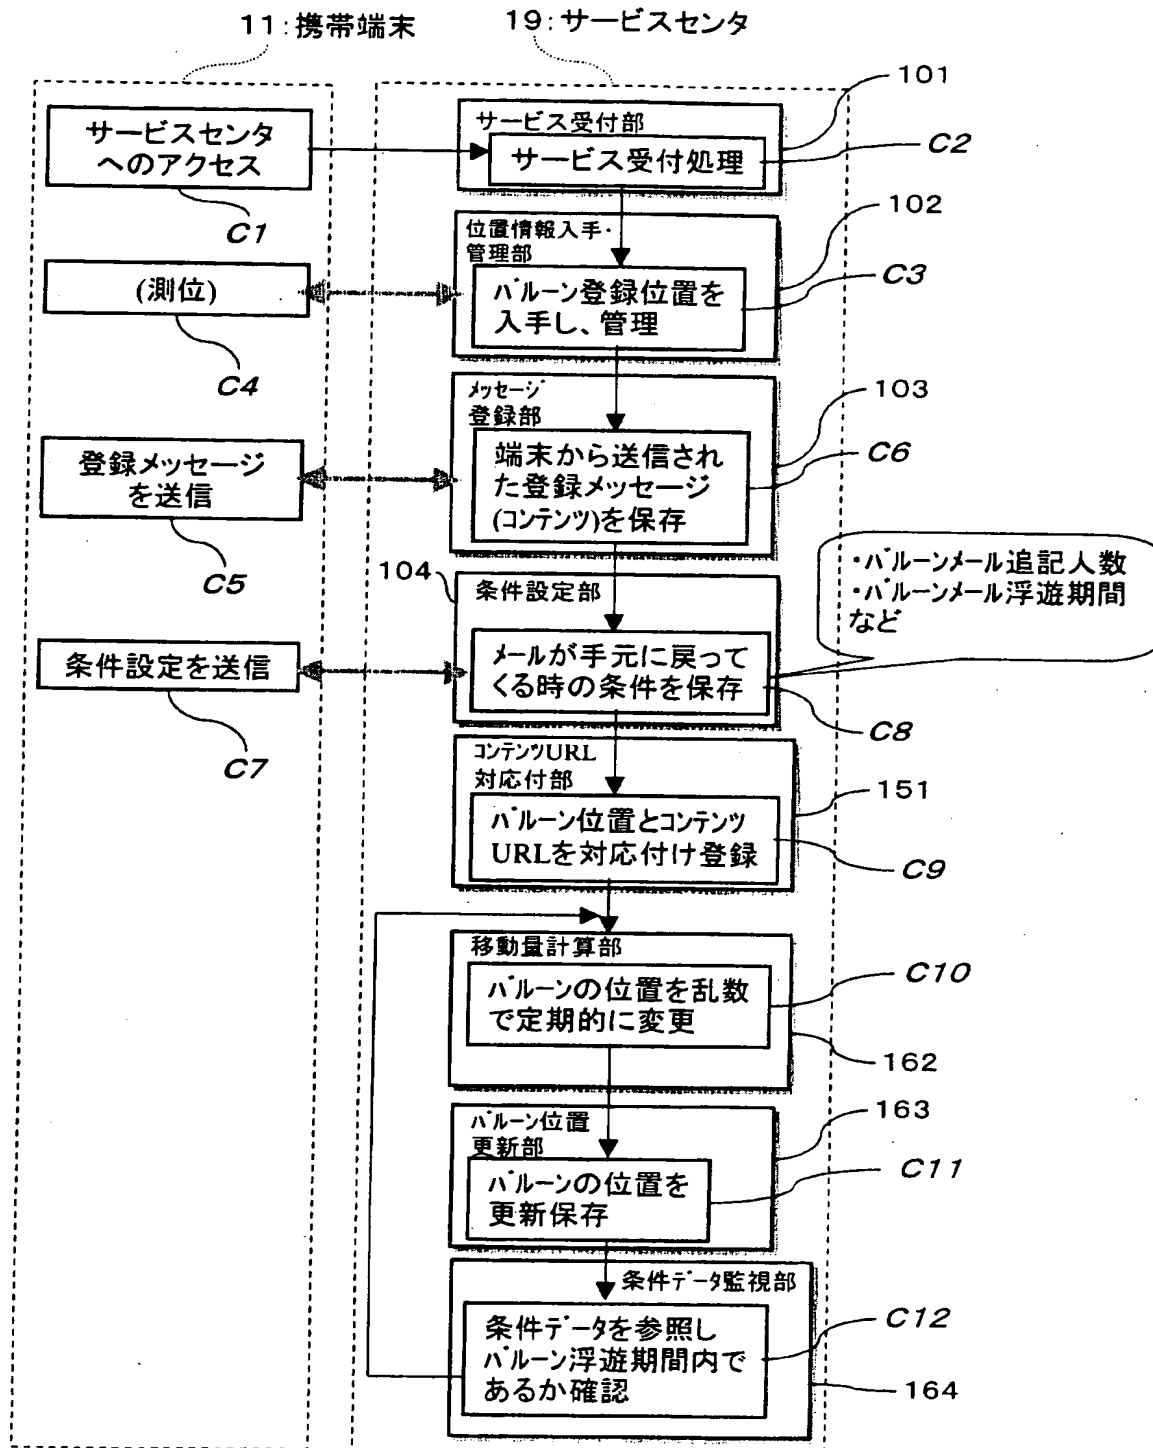 11:携帯端末
19:サービスセンタ
サービスセンタ
へのアクセス
C1
サービス受付部
サービス受付処理
101
C2
位置情報入手・
管理部
バルーン登録位置を
入手し、管理
102
C3
(測位)
C4
メッセージ
登録部
端末から送信され
た登録メッセージ
(コンテンツ)を保存
103
C6
登録メッセージ
を送信
C5
・バルーンメール追記人数
・バルーンメール浮遊期間
など
104
条件設定部
メールが手元に戻って
くる時の条件を保存
C8
条件設定を送信
C7
コンテンツURL
対応付部
バルーン位置とコンテンツ
URLを対応付け登録
151
C9
移動量計算部
バルーンの位置を乱数
で定期的に変更
C10
162
バルーン位置
更新部
バルーンの位置を
更新保存
163
C11
条件データ監視部
条件データを参照し
バルーン浮遊期間内で
あるか確認
C12
164